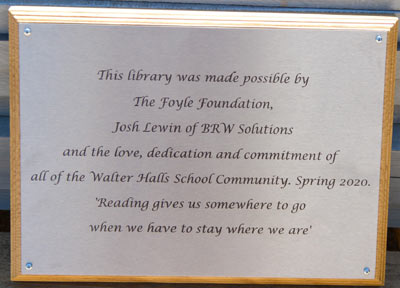 This library was made possible by
The Foyle Foundation,
Josh Lewin of BRW Solutions
and the love, dedication and commitment of
all of the Walter Halls School Community. Spring 2020.
'Reading gives us somewhere to go
when we have to stay where we are'